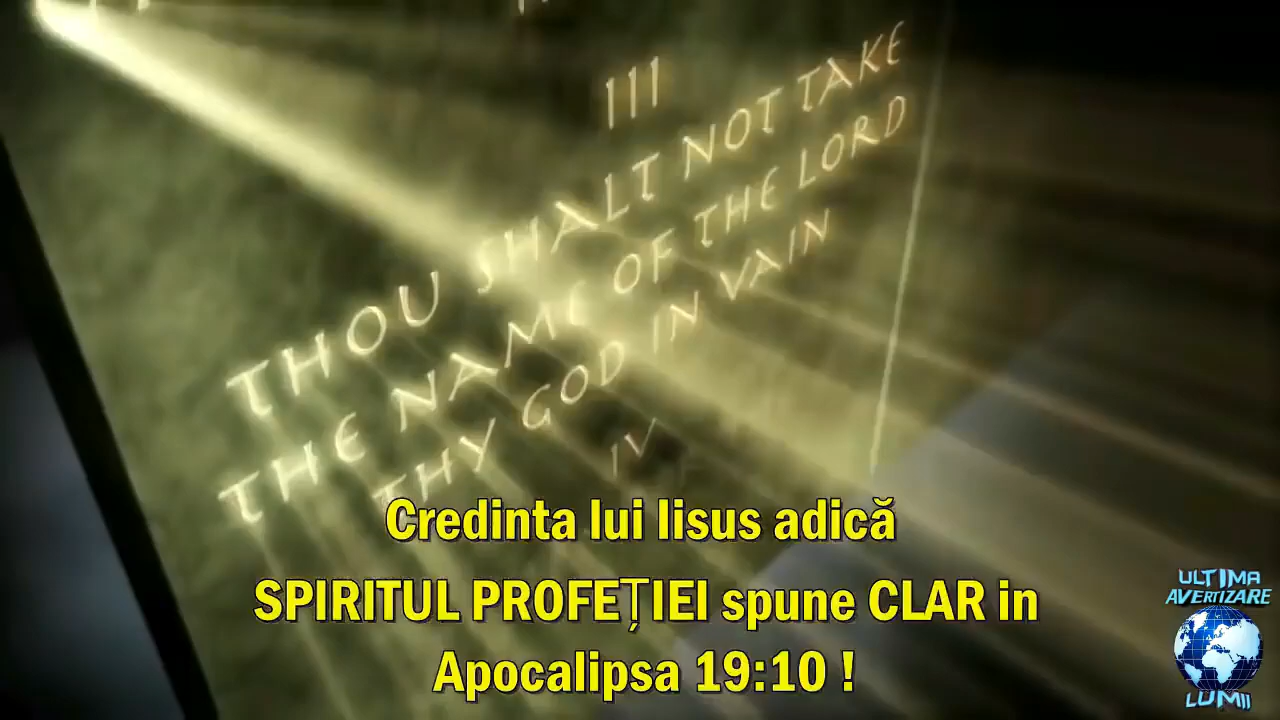 III
THOU SHALT NOT TAKE
THE NAME OF THE LORD
THY GOD IN VAIN
IV
Credinta lui Iisus adică
SPIRITUL PROFEȚIEI spune CLAR in
Apocalipsa 19:10 !
ULTIMA
AVERTIZARE
LUMII